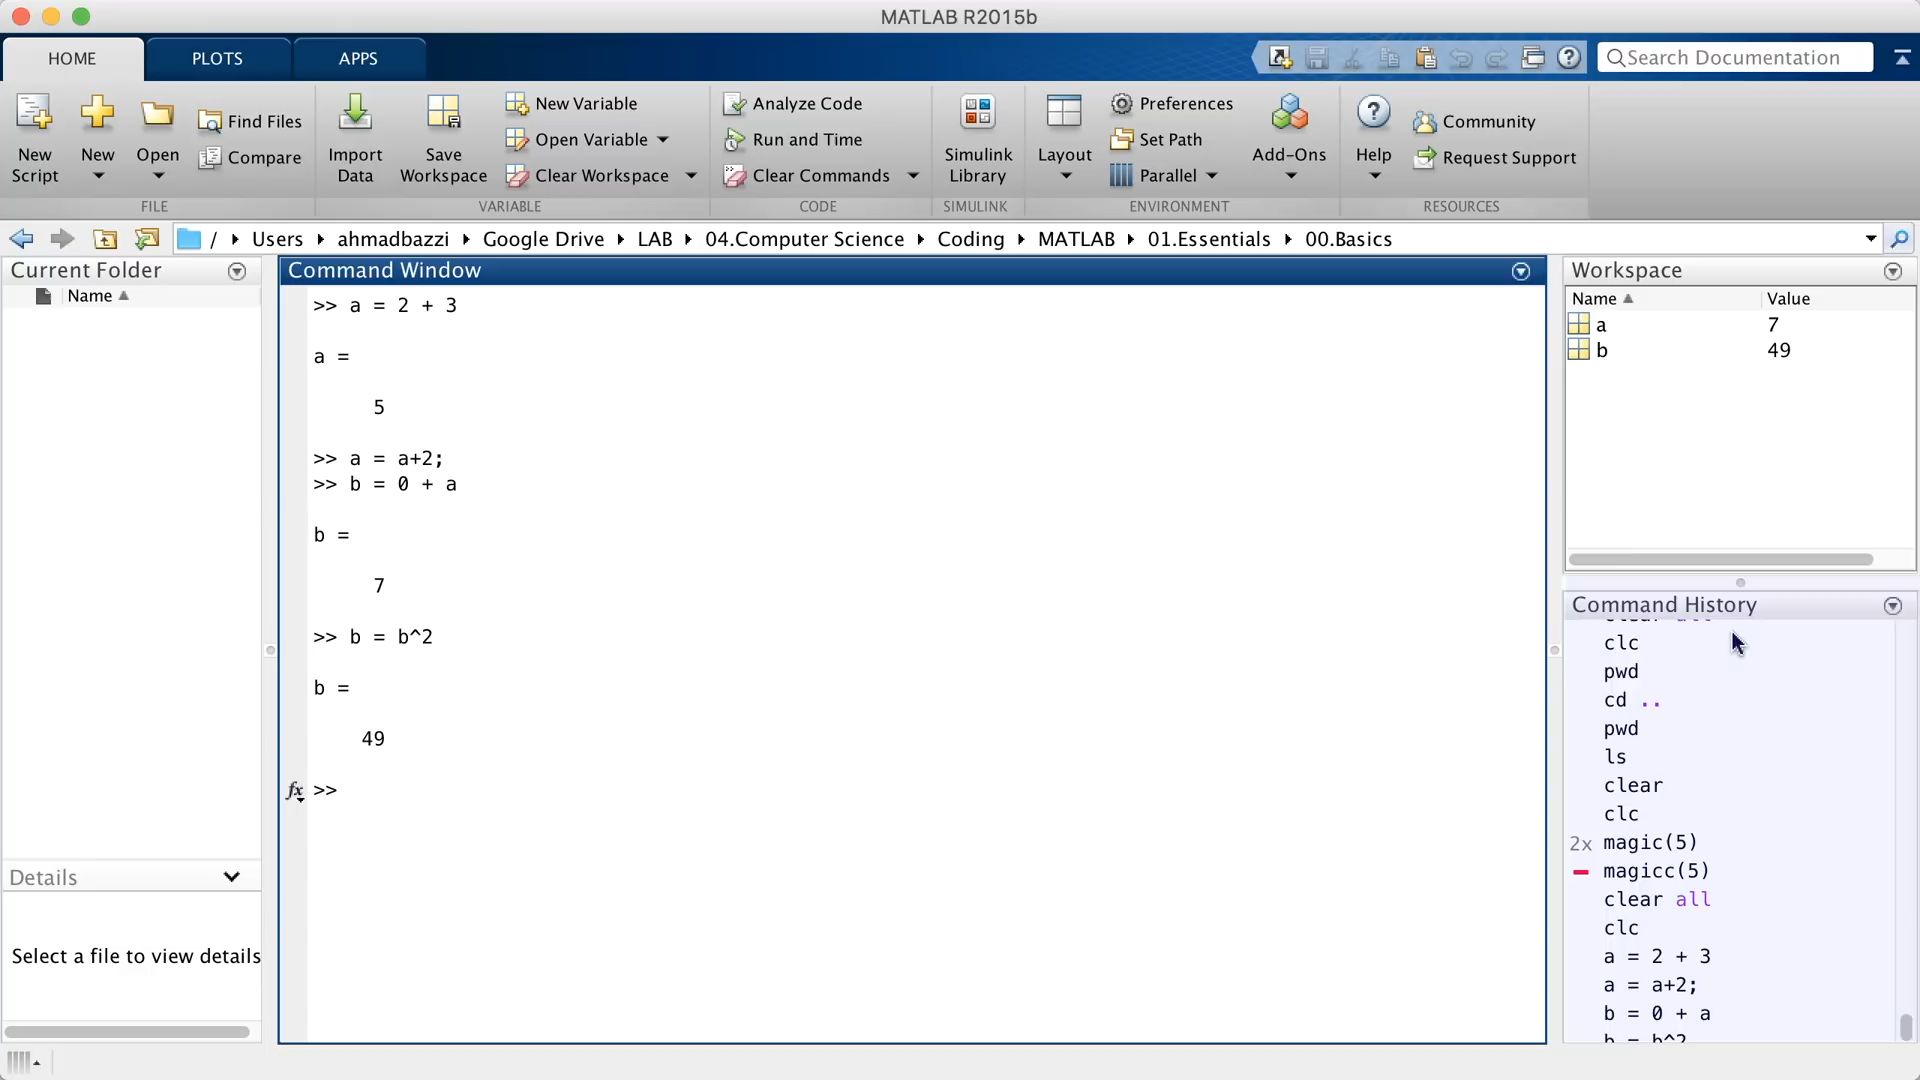 MATLAB R2015b
HOME
PLOTS
APPS
Search Documentation
New Script
New
Open
Find Files
Compare
FILE
Import Data
Save Workspace
New Variable
Open Variable
Clear Workspace
VARIABLE
Analyze Code
Run and Time
Clear Commands
CODE
Simulink Library
SIMULINK
Layout
Preferences
Set Path
Parallel
Add-Ons
ENVIRONMENT
Help
Community
Request Support
RESOURCES
/ Users ahmadbazzi Google Drive LAB 04.Computer Science Coding MATLAB 01.Essentials 00.Basics
Current Folder
Name
Details
Select a file to view details
Command Window
>> a = 2 + 3
a =
5
>> a = a+2;
>> b = 0 + a
b =
7
>> b = b^2
b =
49
fx >>
Workspace
Name Value
a 7
b 49
Command History
clear all
clc
pwd
cd ..
pwd
ls
clear
clc
2x magic(5)
magicc(5)
clear all
clc
a = 2 + 3
a = a+2;
b = 0 + a
b = b^2